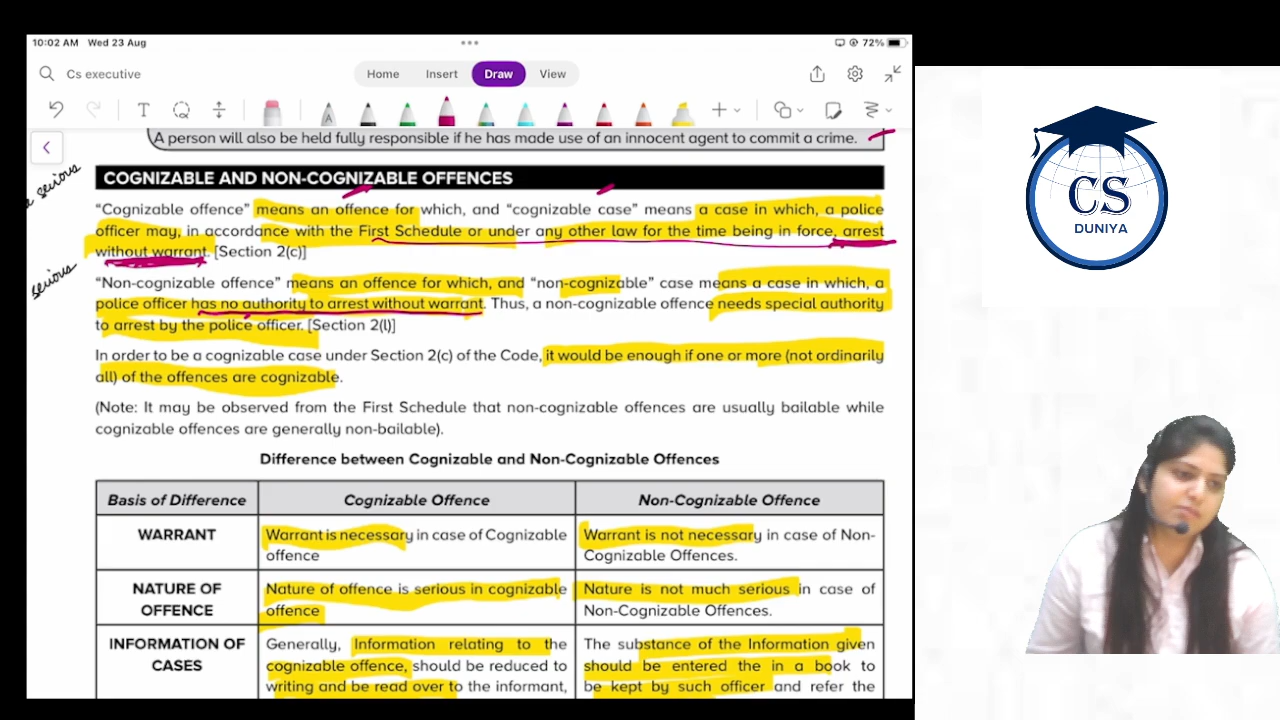 10:02 AM Wed 23 Aug
72%
Cs executive
Home Insert Draw View
A person will also be held fully responsible if he has made use of an innocent agent to commit a crime.
serious
COGNIZABLE AND NON-COGNIZABLE OFFENCES
“Cognizable offence” means an offence for which, and “cognizable case” means a case in which, a police
officer may, in accordance with the First Schedule or under any other law for the time being in force, arrest
without warrant. [Section 2(c)]
serious
“Non-cognizable offence” means an offence for which, and “non-cognizable” case means a case in which, a
police officer has no authority to arrest without warrant. Thus, a non-cognizable offence needs special authority
to arrest by the police officer. [Section 2(l)]
In order to be a cognizable case under Section 2(c) of the Code, it would be enough if one or more (not ordinarily
all) of the offences are cognizable.
(Note: It may be observed from the First Schedule that non-cognizable offences are usually bailable while
cognizable offences are generally non-bailable).
Difference between Cognizable and Non-Cognizable Offences
Basis of Difference Cognizable Offence Non-Cognizable Offence
WARRANT
Warrant is necessary in case of Cognizable
offence
Warrant is not necessary in case of Non-
Cognizable Offences.
NATURE OF
OFFENCE
Nature of offence is serious in cognizable
offence
Nature is not much serious in case of
Non-Cognizable Offences.
INFORMATION OF
CASES
Generally, Information relating to the
cognizable offence, should be reduced to
writing and be read over to the informant,
The substance of the Information given
should be entered the in a book to
be kept by such officer and refer the
CS
DUNIYA